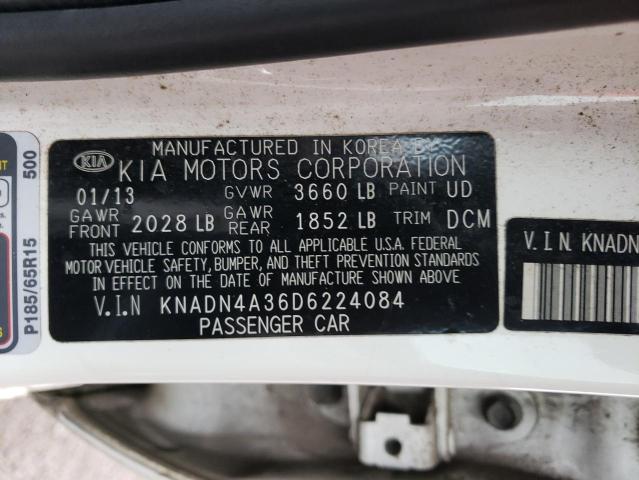 MANUFACTURED IN KOREA BY
KIA KIA MOTORS CORPORATION
01/13 GVWR 3660 LB PAINT UD
GAWR FRONT 2028 LB GAWR REAR 1852 LB TRIM DCM
THIS VEHICLE CONFORMS TO ALL APPLICABLE U.S.A. FEDERAL
MOTOR VEHICLE SAFETY, BUMPER, AND THEFT PREVENTION STANDARDS
IN EFFECT ON THE DATE OF MANUFACTURE SHOWN ABOVE
V.I.N KNADN4A36D6224084
PASSENGER CAR
V.I.N. KNADN
P185/65R15 500